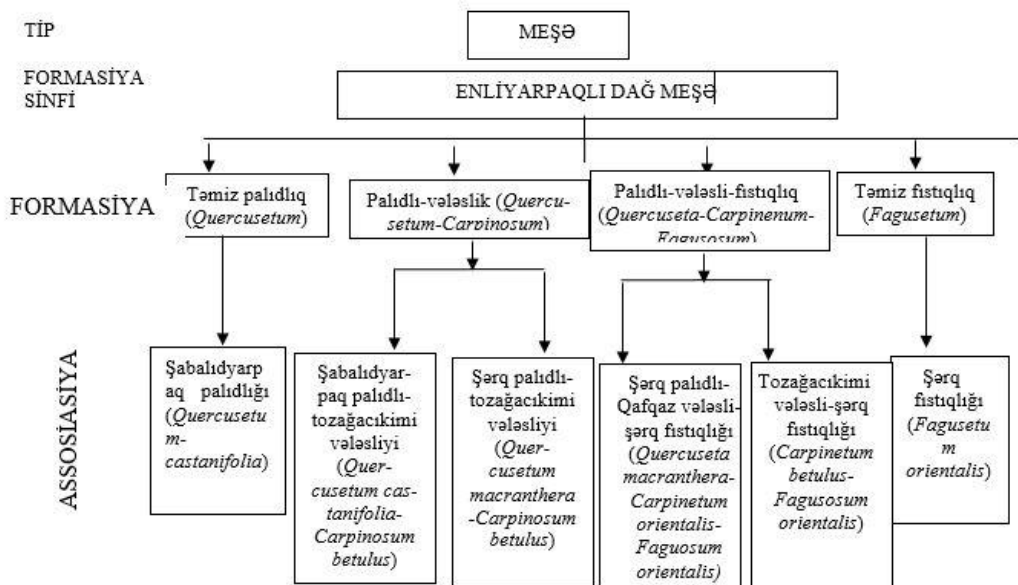 TİP
MEŞƏ
FORMASİYA
SİNFİ
ENLİYARPAQLI DAĞ MEŞƏ
FORMASİYA
Təmiz palıdlıq
(Quercusetum)
Palıdlı-vələslik (Quercu-
setum-Carpinosum)
Palıdlı-vələsli-fıstıqlıq
(Quercuseta-Carpinenum-
Fagusosum)
Təmiz fıstıqlıq
(Fagusetum)
ASSOSİASİYA
Şabalıdyarp
aq palıdlığı
(Quercusetu
m-
castanifolia)
Şabalıdyar-
paq palıdlı-
tozağacıkimi
vələsliyi
(Quer-
cusetum cas-
tanifolia-
Carpinosum
betulus)
Şərq palıdlı-
tozağacıkimi
vələsliyi
(Quer-
cusetum
macranthera
-Carpinosum
betulus)
Şərq palıdlı-
Qafqaz vələsli-
şərq fıstıqlığı
(Quercuseta
macranthera-
Carpinetum
orientalis-
Faguosum
orientalis)
Tozağacıkimi
vələsli-şərq
fıstıqlığı
(Carpinetum
betulus-
Fagusosum
orientalis)
Şərq
fıstıqlığı
(Fagusetu
m
orientalis)